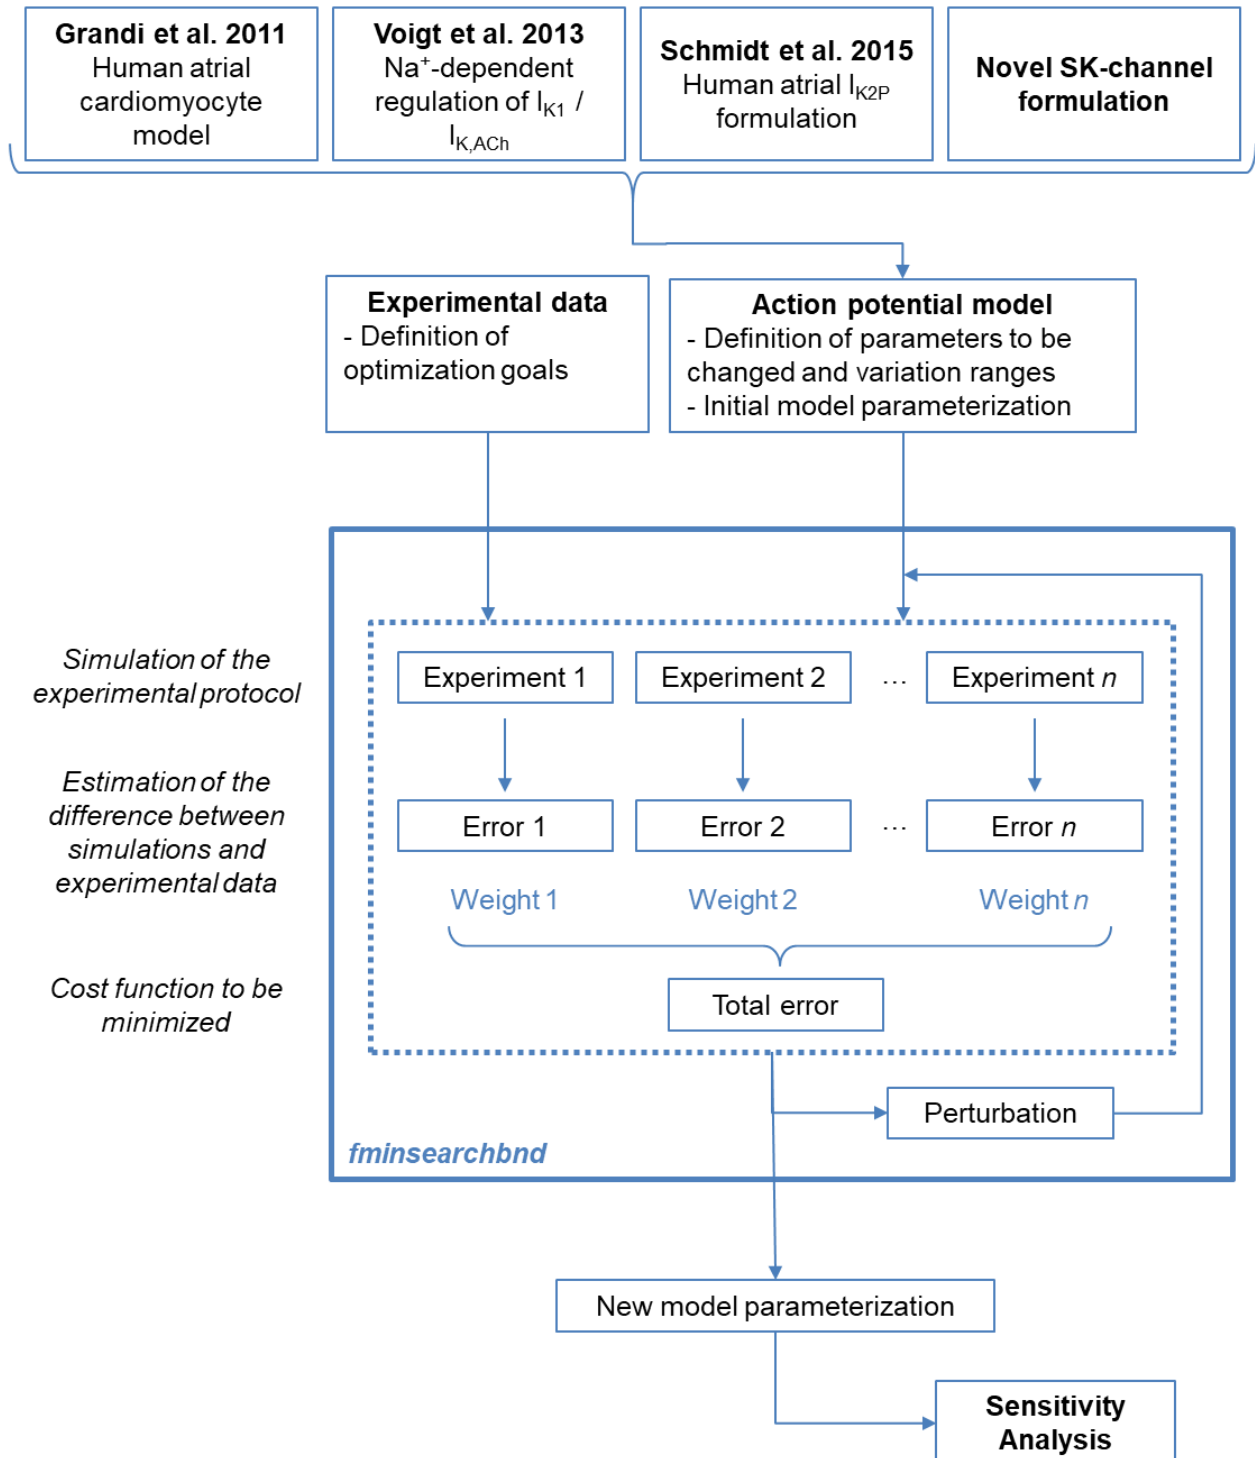 Grandi et al. 2011
Human atrial
cardiomyocyte
model
Voigt et al. 2013
Na⁺-dependent
regulation of I_K1 /
I_K,ACh
Schmidt et al. 2015
Human atrial I_K2P
formulation
Novel SK-channel
formulation
Experimental data
- Definition of
optimization goals
Action potential model
- Definition of parameters to be
changed and variation ranges
- Initial model parameterization
Simulation of the
experimental protocol
Experiment 1
Experiment 2
...
Experiment n
Estimation of the
difference between
simulations and
experimental data
Error 1
Error 2
...
Error n
Weight 1
Weight 2
Weight n
Cost function to be
minimized
Total error
Perturbation
fminsearchbnd
New model parameterization
Sensitivity
Analysis